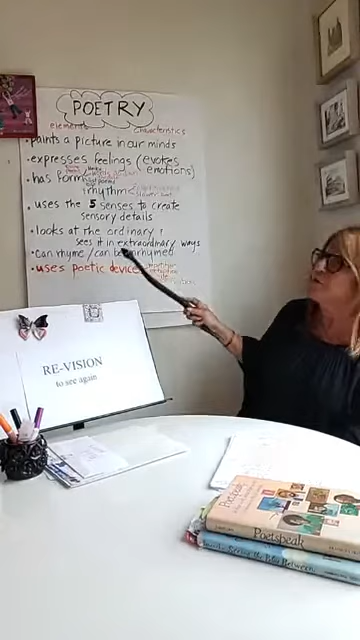 POETRY
elements characteristics
• paints a picture in our minds
• expresses feelings (evokes emotions)
• has form
rhythm
• uses the 5 senses to create
sensory details
• looks at the ordinary &
sees it in extraordinary ways
• can rhyme / can be unrhymed
• uses poetic devices
RE-VISION
to see again
Poetspeak
Poetspeak